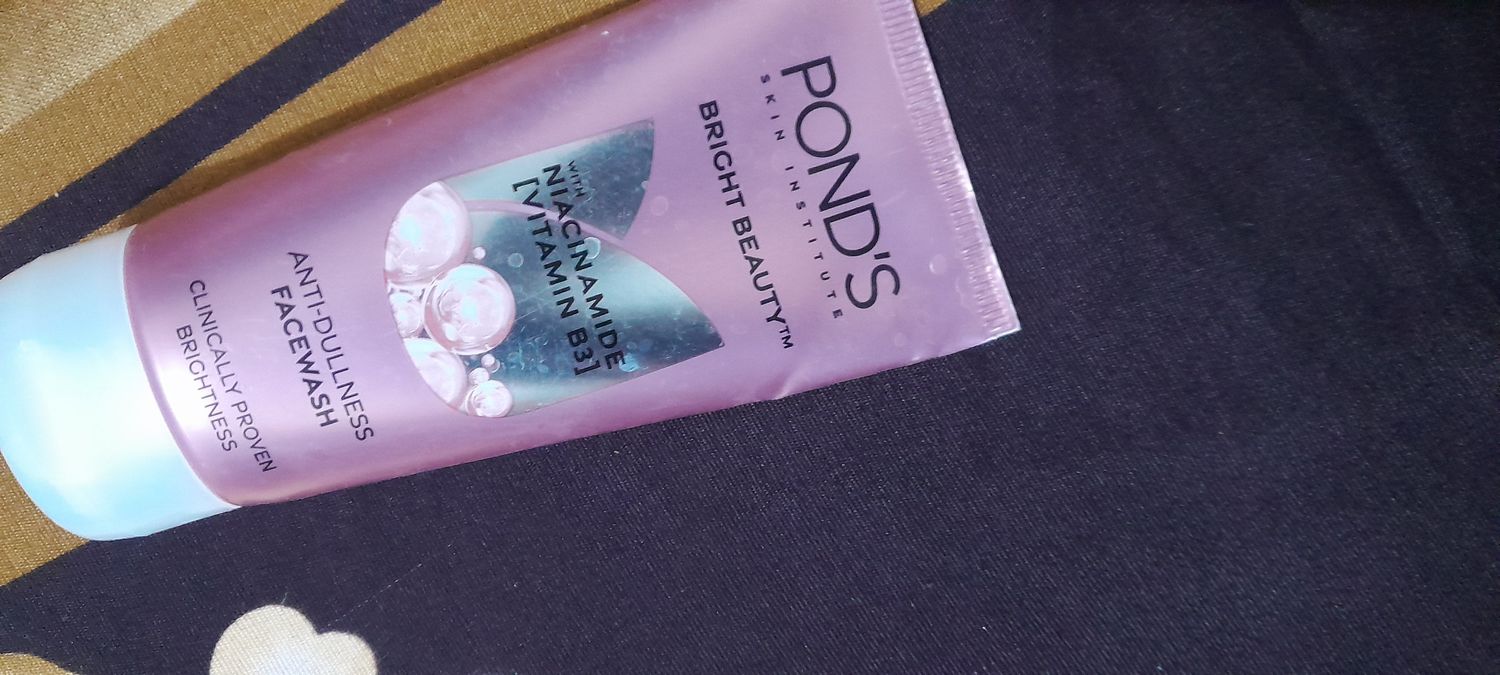 POND'S
SKIN INSTITUTE
BRIGHT BEAUTY™
WITH
NIACINAMIDE
[VITAMIN B3]
ANTI-DULLNESS
FACEWASH
CLINICALLY PROVEN
BRIGHTNESS